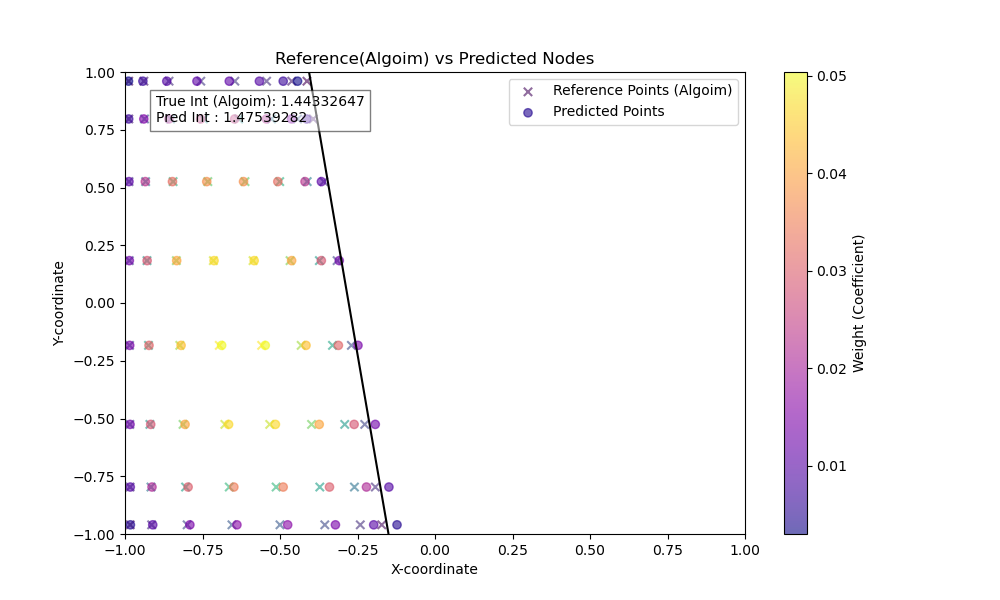 Reference(Algoim) vs Predicted Nodes
True Int (Algoim): 1.44332647
Pred Int : 1.47539282
Reference Points (Algoim)
Predicted Points
1.00
0.75
0.50
0.25
0.00
−0.25
−0.50
−0.75
−1.00
Y-coordinate
−1.00 −0.75 −0.50 −0.25 0.00 0.25 0.50 0.75 1.00
X-coordinate
0.05
0.04
0.03
0.02
0.01
Weight (Coefficient)